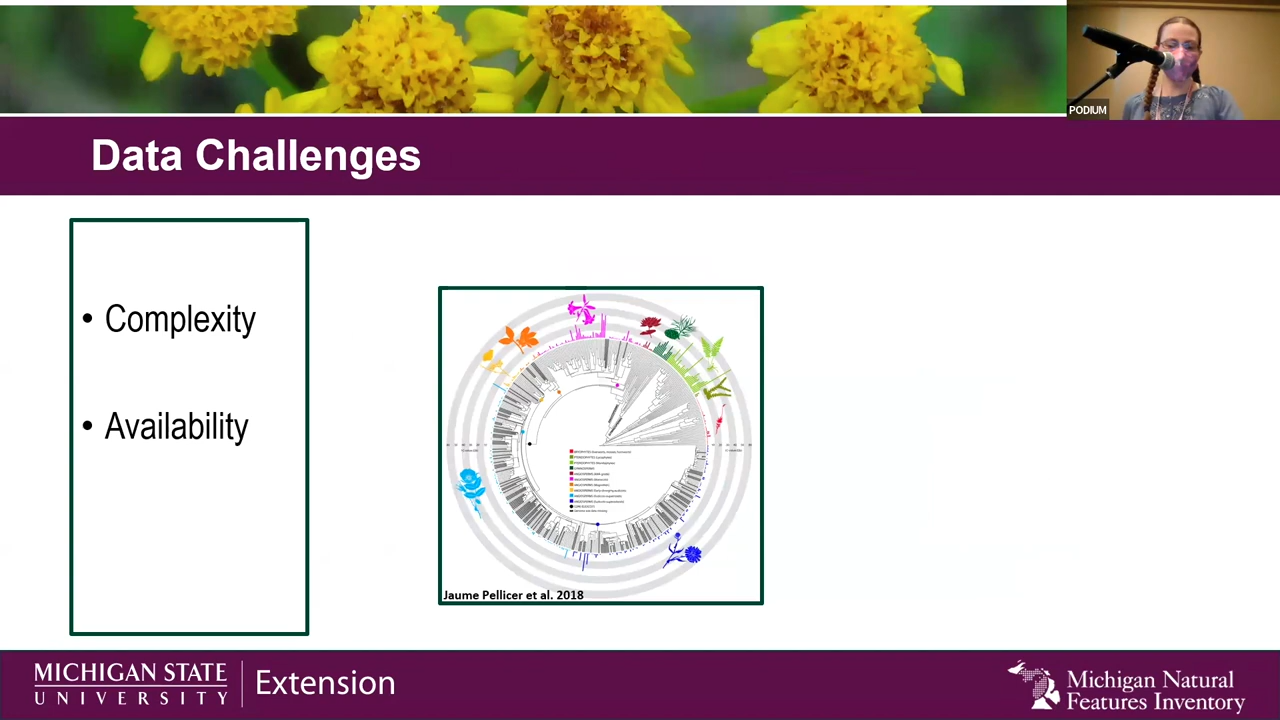 PODIUM
Data Challenges
• Complexity
• Availability
Jaume Pellicer et al. 2018
MICHIGAN STATE
UNIVERSITY
Extension
Michigan Natural
Features Inventory